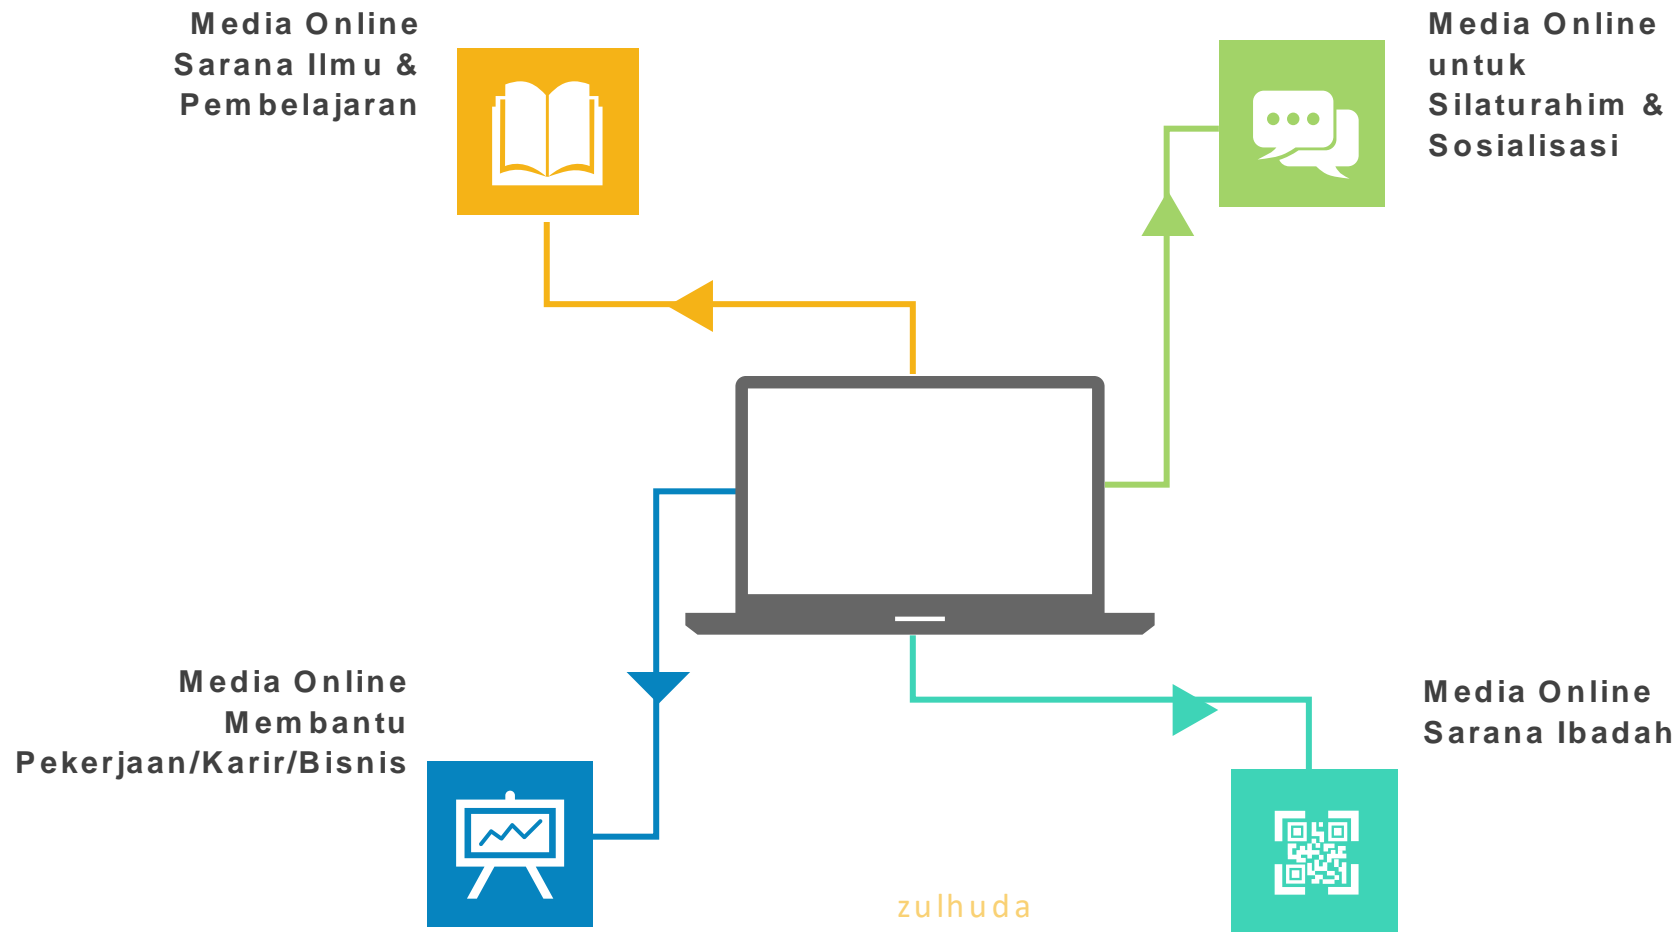 Media Online
Sarana Ilmu &
Pembelajaran
Media Online
untuk
Silaturahim &
Sosialisasi
Media Online
Membantu
Pekerjaan/Karir/Bisnis
Media Online
Sarana Ibadah
zulhuda